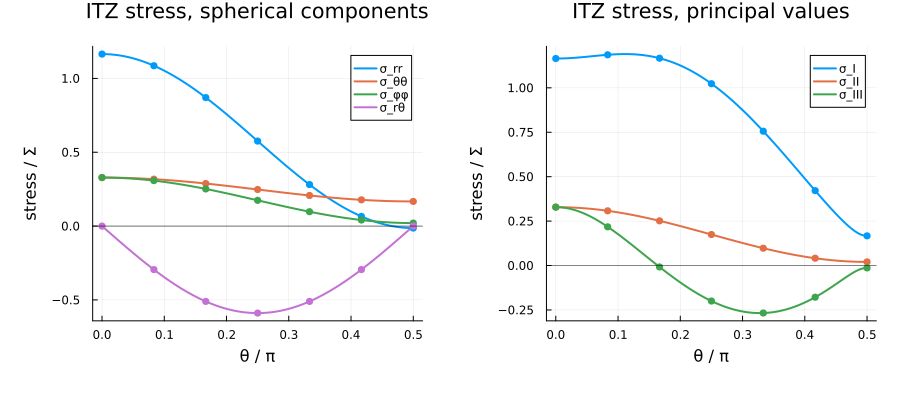 ITZ stress, spherical components
stress / Σ
1.0
0.5
0.0
−0.5
0.0
0.1
0.2
0.3
0.4
0.5
θ / π
σ_rr
σ_θθ
σ_φφ
σ_rθ
ITZ stress, principal values
stress / Σ
1.00
0.75
0.50
0.25
0.00
−0.25
0.0
0.1
0.2
0.3
0.4
0.5
θ / π
σ_I
σ_II
σ_III